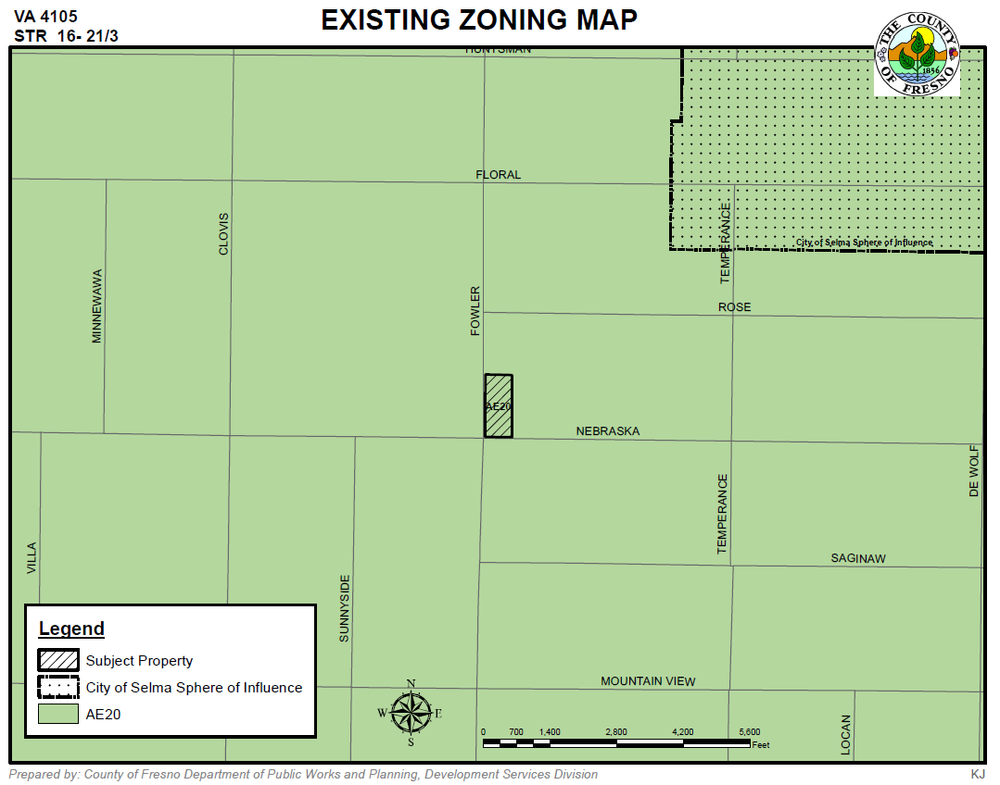 VA 4105
STR 16- 21/3
EXISTING ZONING MAP
THE COUNTY
OF FRESNO
1856
HUNTSMAN
FLORAL
CLOVIS
TEMPERANCE
City of Selma Sphere of Influence
MINNEWAWA
FOWLER
ROSE
AE20
NEBRASKA
DE WOLF
TEMPERANCE
VILLA
SAGINAW
SUNNYSIDE
Legend
Subject Property
City of Selma Sphere of Influence
AE20
MOUNTAIN VIEW
N
W E
S
LOCAN
0 700 1,400 2,800 4,200 5,600
Feet
Prepared by: County of Fresno Department of Public Works and Planning, Development Services Division
KJ